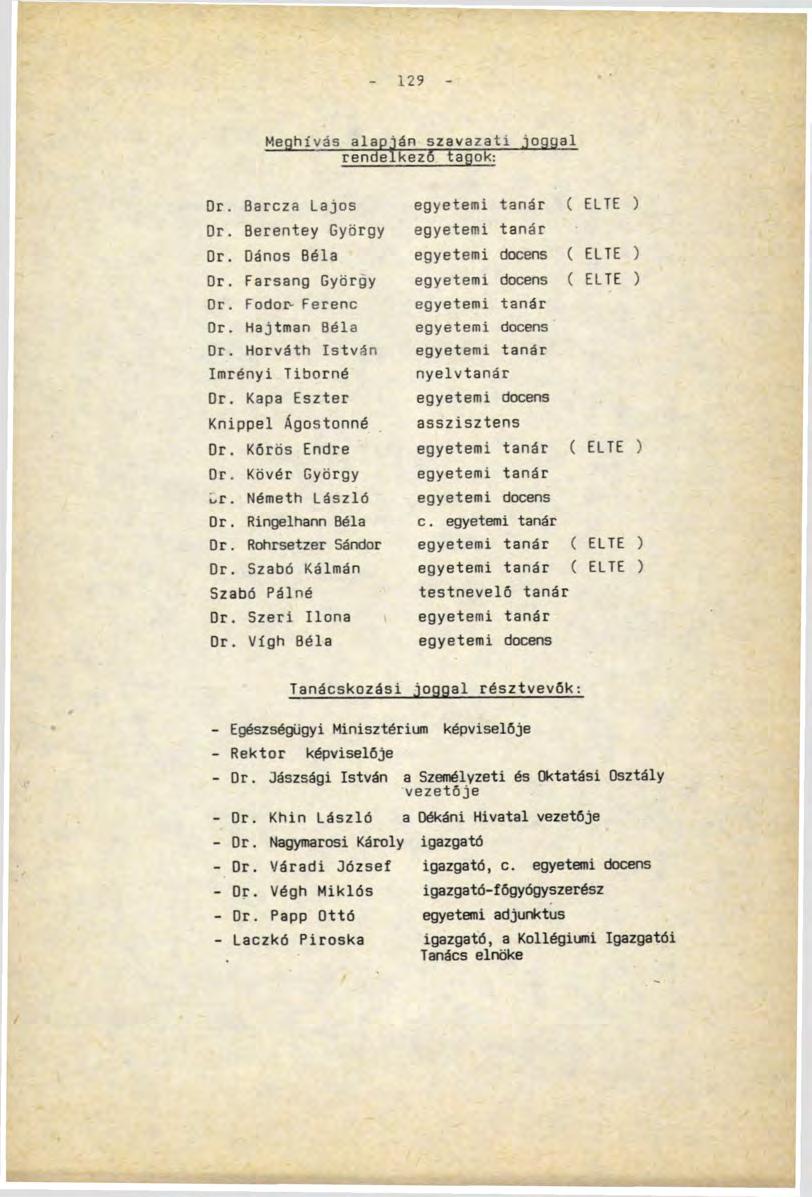 - 129 -
Meghívás alapján szavazati joggal
rendelkező tagok:
Dr. Barcza Lajos egyetemi tanár ( ELTE )
Dr. Berentey György egyetemi tanár
Dr. Dános Béla egyetemi docens ( ELTE )
Dr. Farsang György egyetemi docens ( ELTE )
Dr. Fodor Ferenc egyetemi tanár
Dr. Hajtman Béla egyetemi docens
Dr. Horváth István egyetemi tanár
Imrényi Tiborné nyelvtanár
Dr. Kapa Eszter egyetemi docens
Knippel Ágostonné asszisztens
Dr. Kőrös Endre egyetemi tanár ( ELTE )
Dr. Kövér György egyetemi tanár
Dr. Németh László egyetemi docens
Dr. Ringelhann Béla c. egyetemi tanár
Dr. Rohrsetzer Sándor egyetemi tanár ( ELTE )
Dr. Szabó Kálmán egyetemi tanár ( ELTE )
Szabó Pálné testnevelő tanár
Dr. Szeri Ilona egyetemi tanár
Dr. Vígh Béla egyetemi docens
Tanácskozási joggal résztvevők:
- Egészségügyi Minisztérium képviselője
- Rektor képviselője
- Dr. Jászsági István a Személyzeti és Oktatási Osztály
vezetője
- Dr. Khin László a Dékáni Hivatal vezetője
- Dr. Nagymarosi Károly igazgató
- Dr. Váradi József igazgató, c. egyetemi docens
- Dr. Végh Miklós igazgató-főgyógyszerész
- Dr. Papp Ottó egyetemi adjunktus
- Laczkó Piroska igazgató, a Kollégiumi Igazgatói
Tanács elnöke